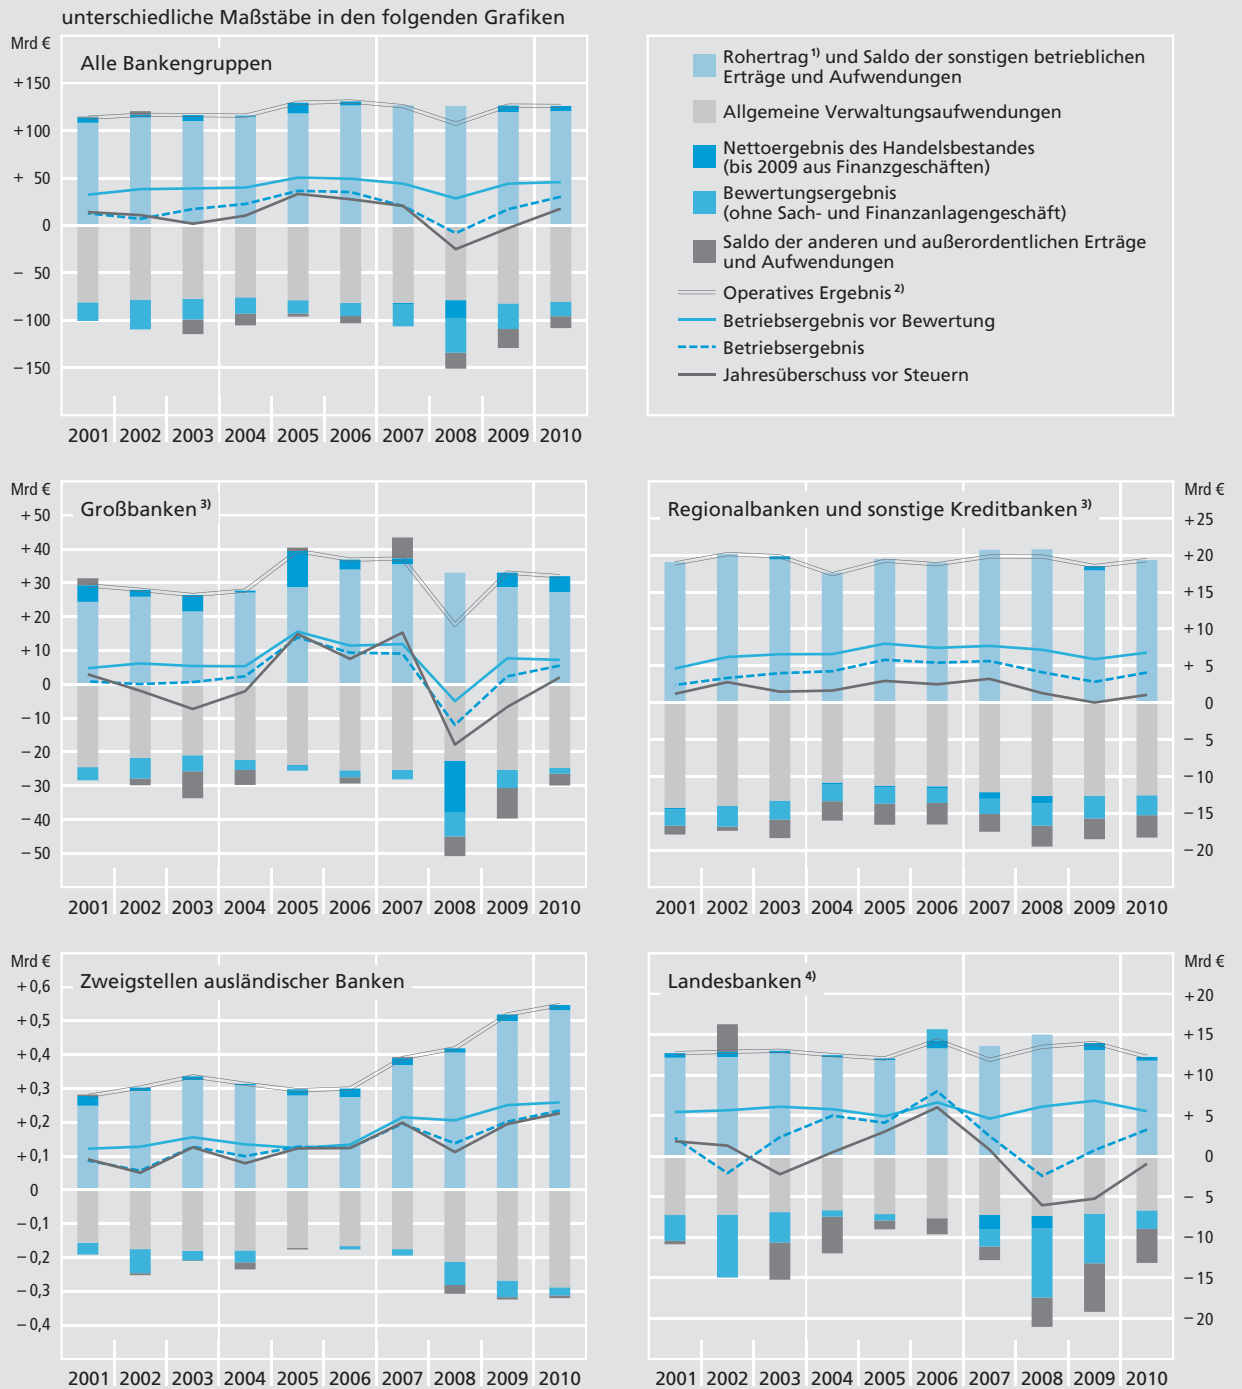 unterschiedliche Maßstäbe in den folgenden Grafiken
Mrd €
Alle Bankengruppen
+150
+100
+ 50
0
− 50
−100
−150
2001 2002 2003 2004 2005 2006 2007 2008 2009 2010
Rohertrag 1) und Saldo der sonstigen betrieblichen
Erträge und Aufwendungen
Allgemeine Verwaltungsaufwendungen
Nettoergebnis des Handelsbestandes
(bis 2009 aus Finanzgeschäften)
Bewertungsergebnis
(ohne Sach- und Finanzanlagengeschäft)
Saldo der anderen und außerordentlichen Erträge
und Aufwendungen
Operatives Ergebnis 2)
Betriebsergebnis vor Bewertung
Betriebsergebnis
Jahresüberschuss vor Steuern
Mrd €
Großbanken 3)
+50
+40
+30
+20
+10
0
−10
−20
−30
−40
−50
2001 2002 2003 2004 2005 2006 2007 2008 2009 2010
Mrd €
Regionalbanken und sonstige Kreditbanken 3)
+25
+20
+15
+10
+ 5
0
− 5
−10
−15
−20
2001 2002 2003 2004 2005 2006 2007 2008 2009 2010
Mrd €
Zweigstellen ausländischer Banken
+0,6
+0,5
+0,4
+0,3
+0,2
+0,1
0
−0,1
−0,2
−0,3
−0,4
2001 2002 2003 2004 2005 2006 2007 2008 2009 2010
Mrd €
Landesbanken 4)
+20
+15
+10
+ 5
0
− 5
−10
−15
−20
2001 2002 2003 2004 2005 2006 2007 2008 2009 2010